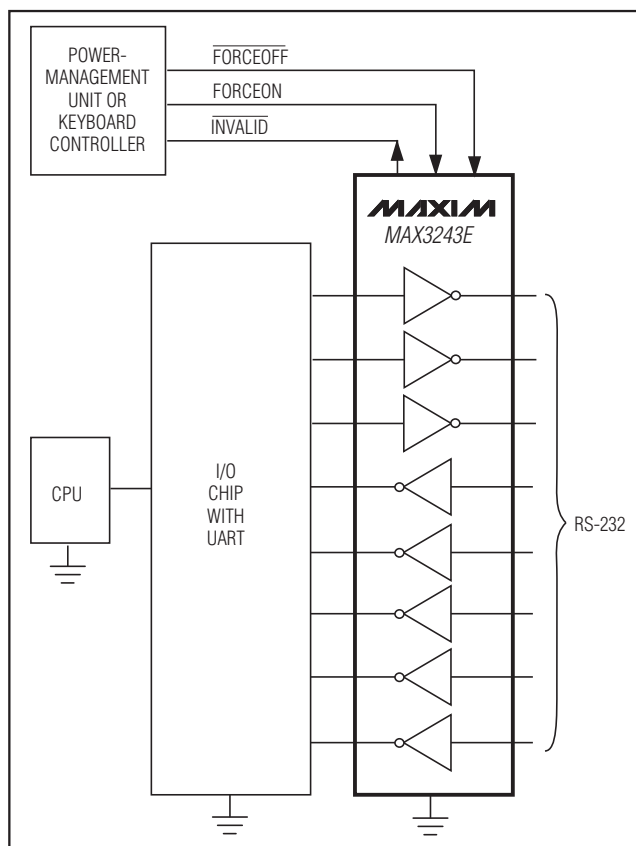 POWER-
MANAGEMENT
UNIT OR
KEYBOARD
CONTROLLER
FORCEOFF
FORCEON
INVALID
MAXIM
MAX3243E
CPU
I/O
CHIP
WITH
UART
RS-232